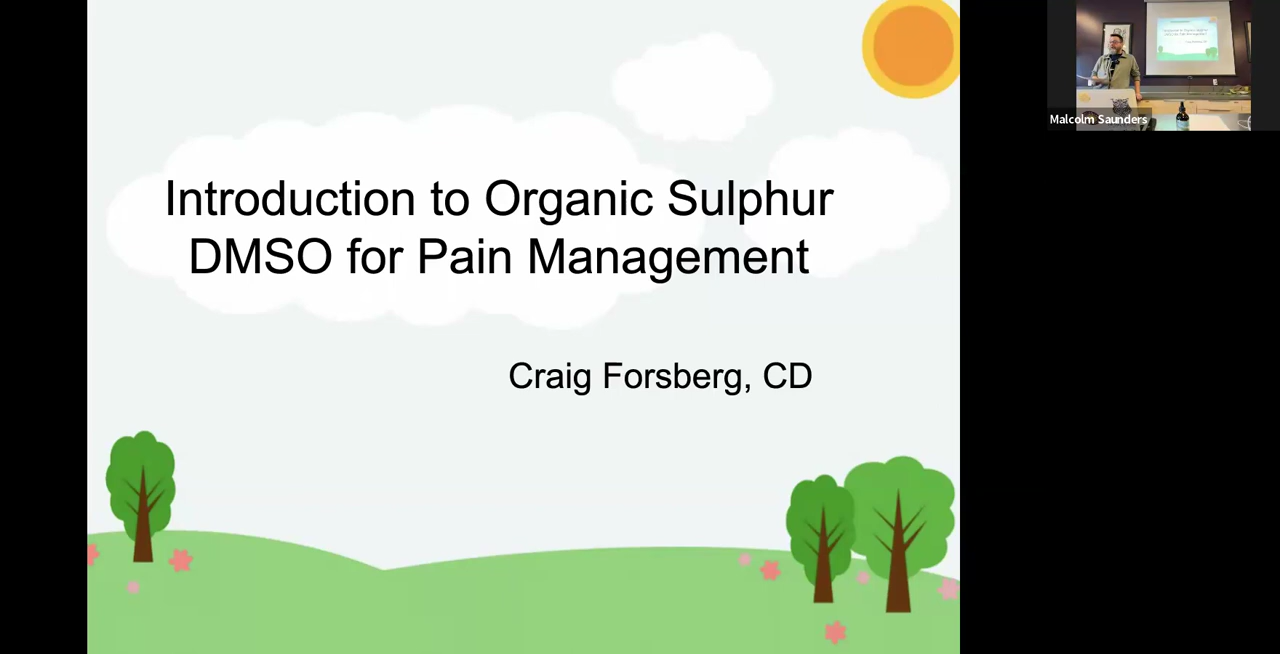 Introduction to Organic Sulphur
DMSO for Pain Management
Craig Forsberg, CD
Malcolm Saunders